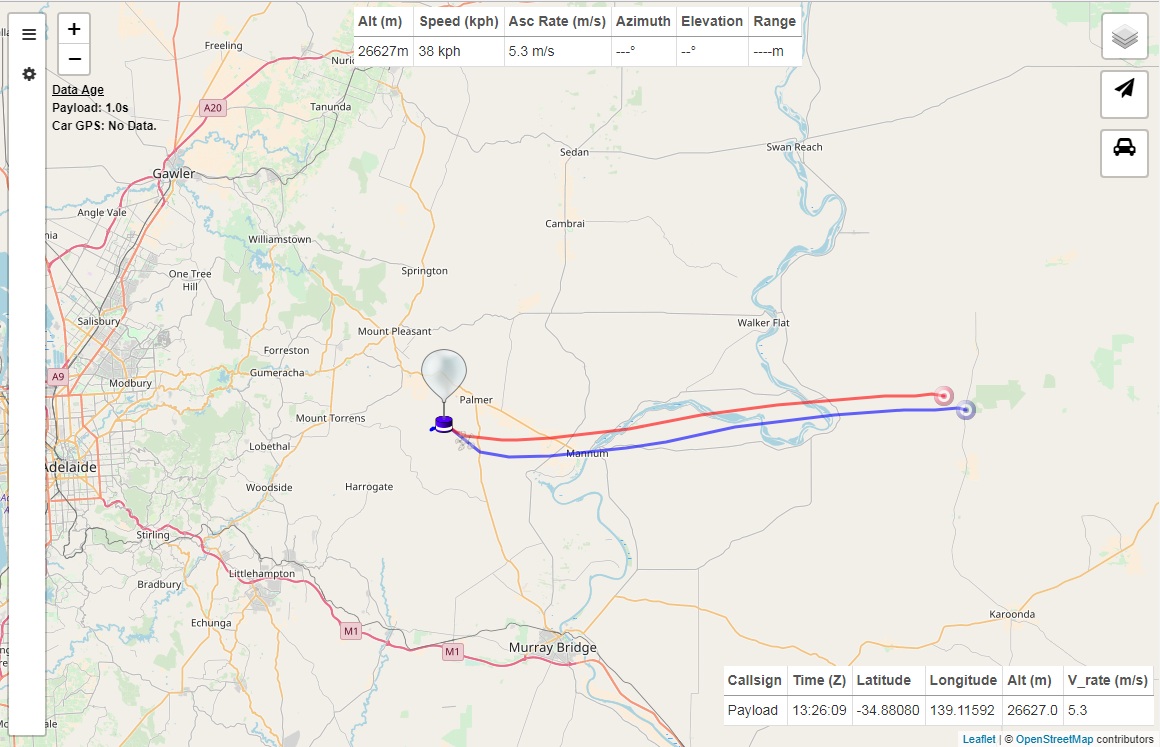 Alt (m) Speed (kph) Asc Rate (m/s) Azimuth Elevation Range
26627m 38 kph 5.3 m/s ---° --° ----m
+
−
Data Age
Payload: 1.0s
Car GPS: No Data.
Freeling
A20
Tanunda
Sedan
Swan Reach
Gawler
Angle Vale
Cambrai
Williamstown
One Tree
Hill
Springton
Salisbury
Walker Flat
Mount Pleasant
Forreston
Gumeracha
A9
Modbury
Palmer
Mount Torrens
Lobethal
Mannum
Adelaide
Woodside
Harrogate
Stirling
Littlehampton
Bradbury
Echunga
M1
M1
Murray Bridge
Karoonda
Callsign Time (Z) Latitude Longitude Alt (m) V_rate (m/s)
Payload 13:26:09 -34.88080 139.11592 26627.0 5.3
Leaflet | © OpenStreetMap contributors